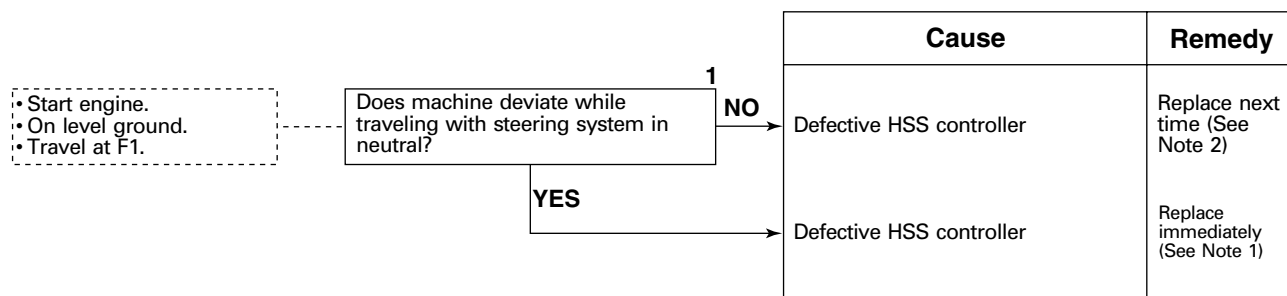 Cause
Remedy
• Start engine.
• On level ground.
• Travel at F1.
1
Does machine deviate while
traveling with steering system in
neutral?
NO
Defective HSS controller
Replace next
time (See
Note 2)
YES
Defective HSS controller
Replace
immediately
(See Note 1)